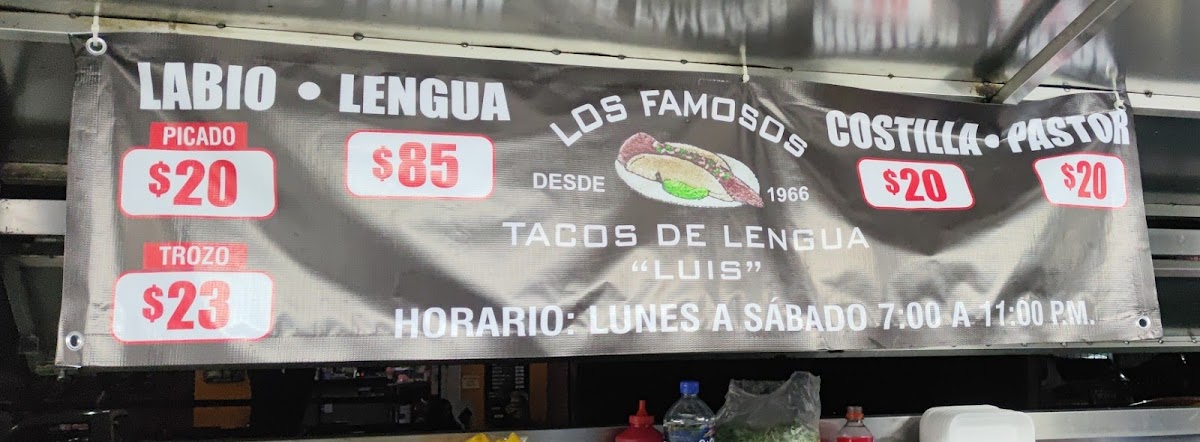 LABIO • LENGUA
PICADO
$20
$85
TROZO
$23
LOS FAMOSOS
DESDE 1966
TACOS DE LENGUA
“LUIS”
COSTILLA • PASTOR
$20 $20
HORARIO: LUNES A SÁBADO 7:00 A 11:00 P.M.